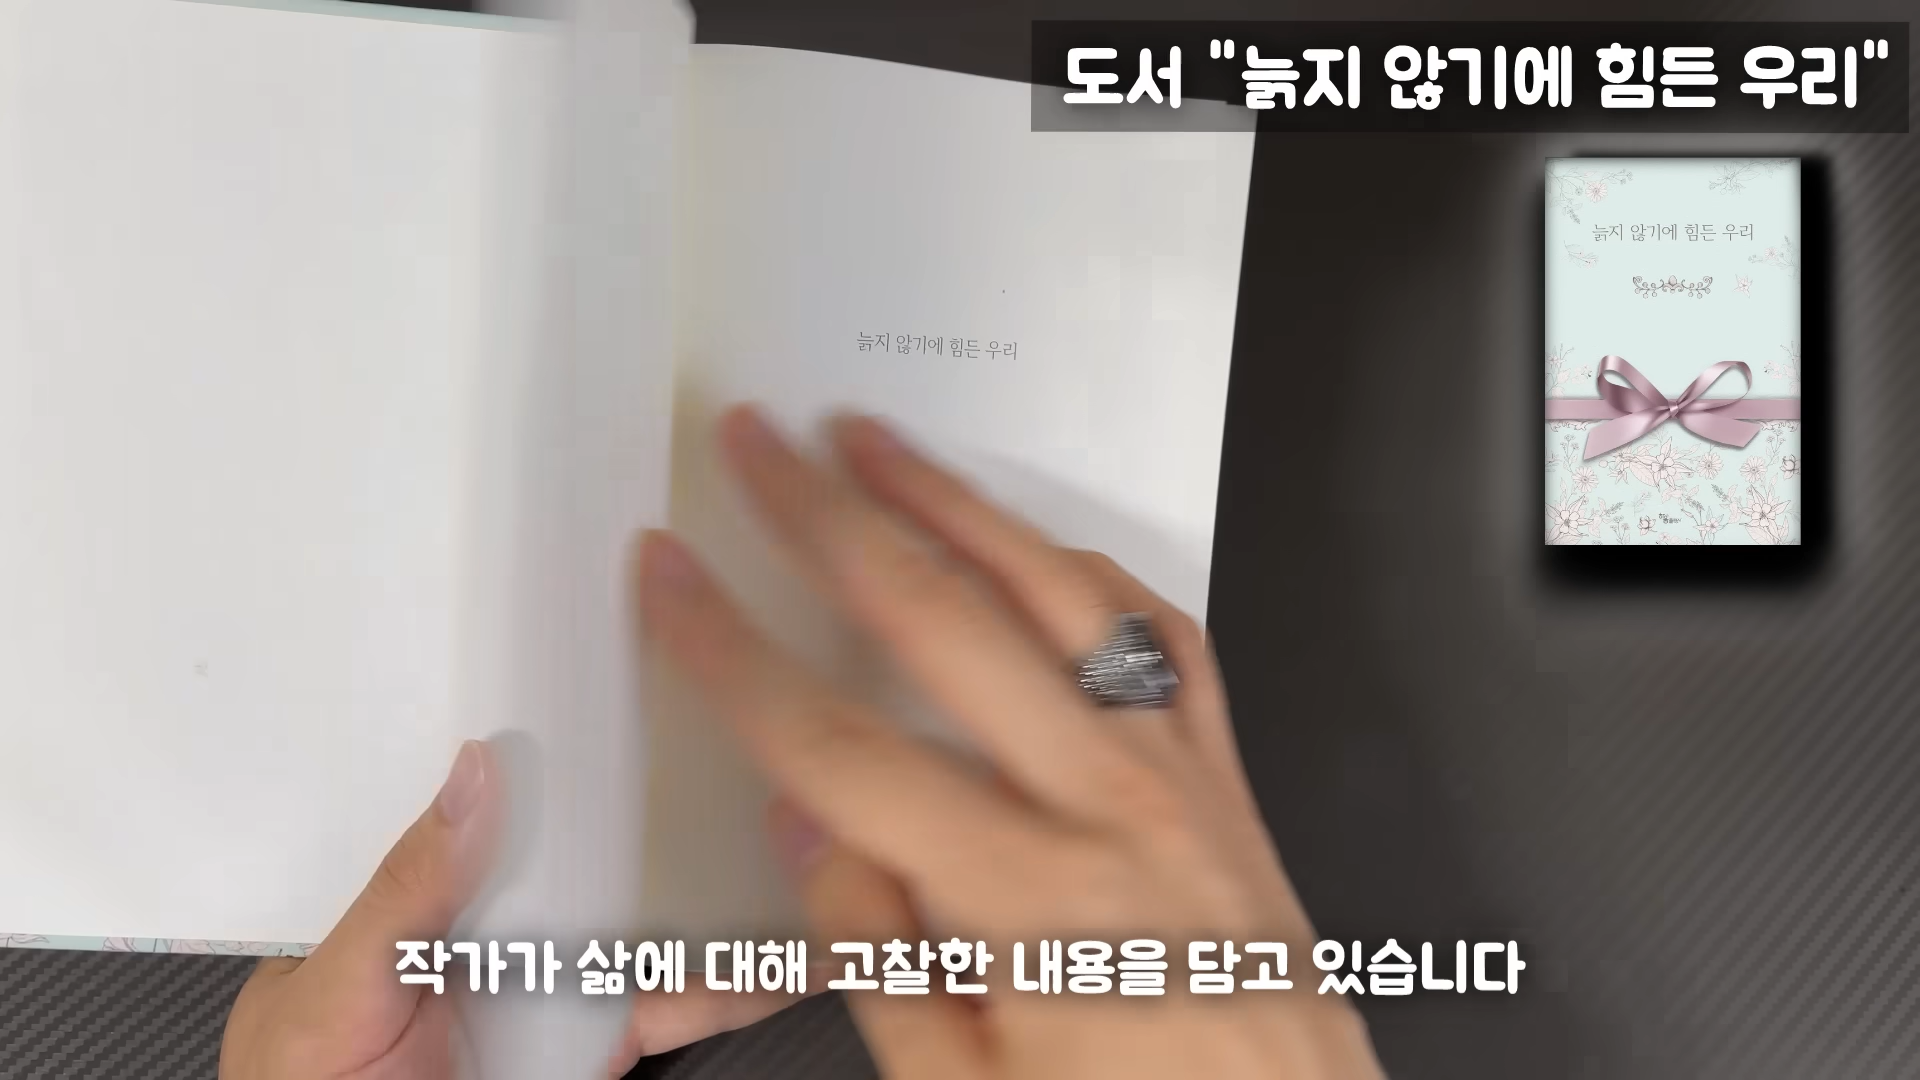 도서 "늙지 않기에 힘든 우리"
늙지 않기에 힘든 우리
늙지 않기에 힘든 우리
작가가 삶에 대해 고찰한 내용을 담고 있습니다